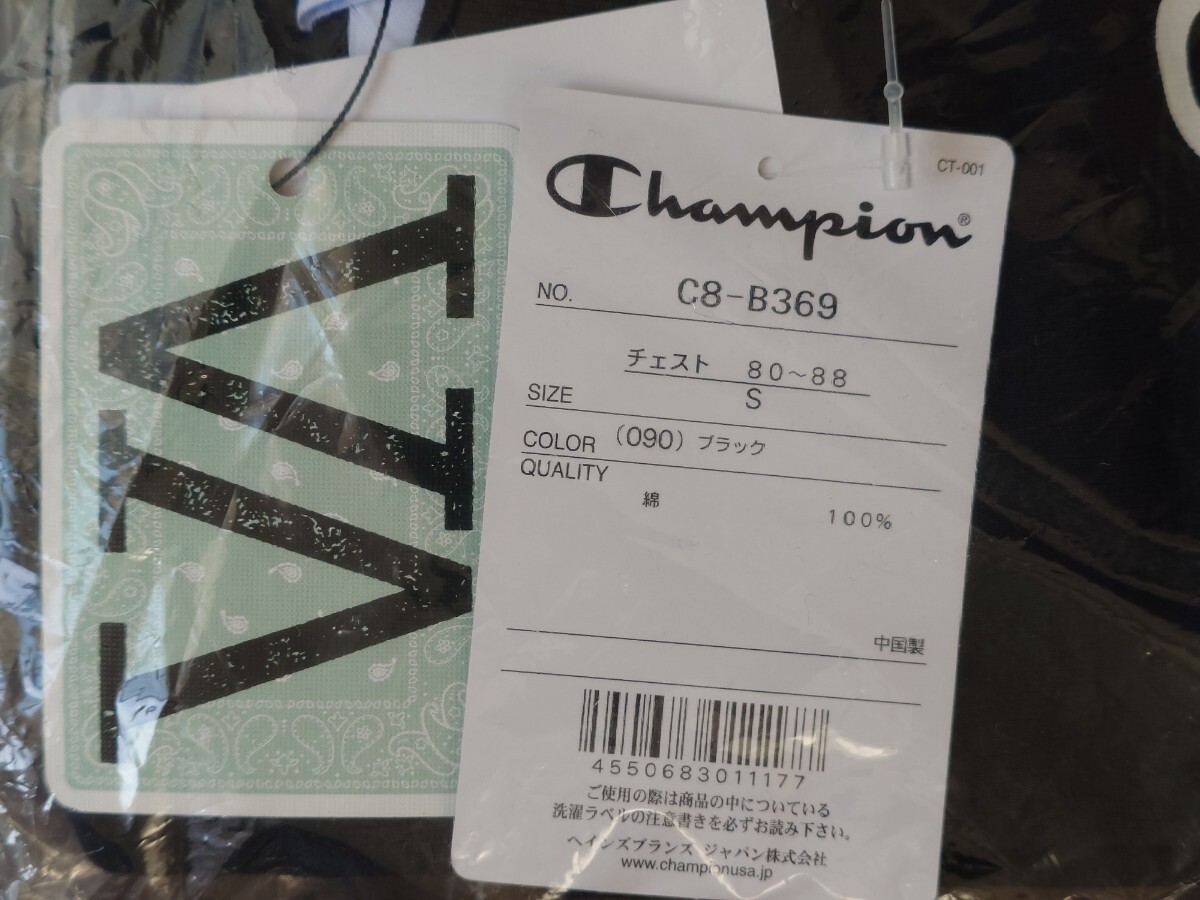 CT-001
Champion®
NO. C8-B369
チェスト 80～88
SIZE S
COLOR (090) ブラック
QUALITY
綿 100%
中国製
4550683011177
ご使用の際は商品の中についている
洗濯ラベルの注意書きを必ずお読み下さい。
ヘインズブランズ ジャパン株式会社
www.championusa.jp